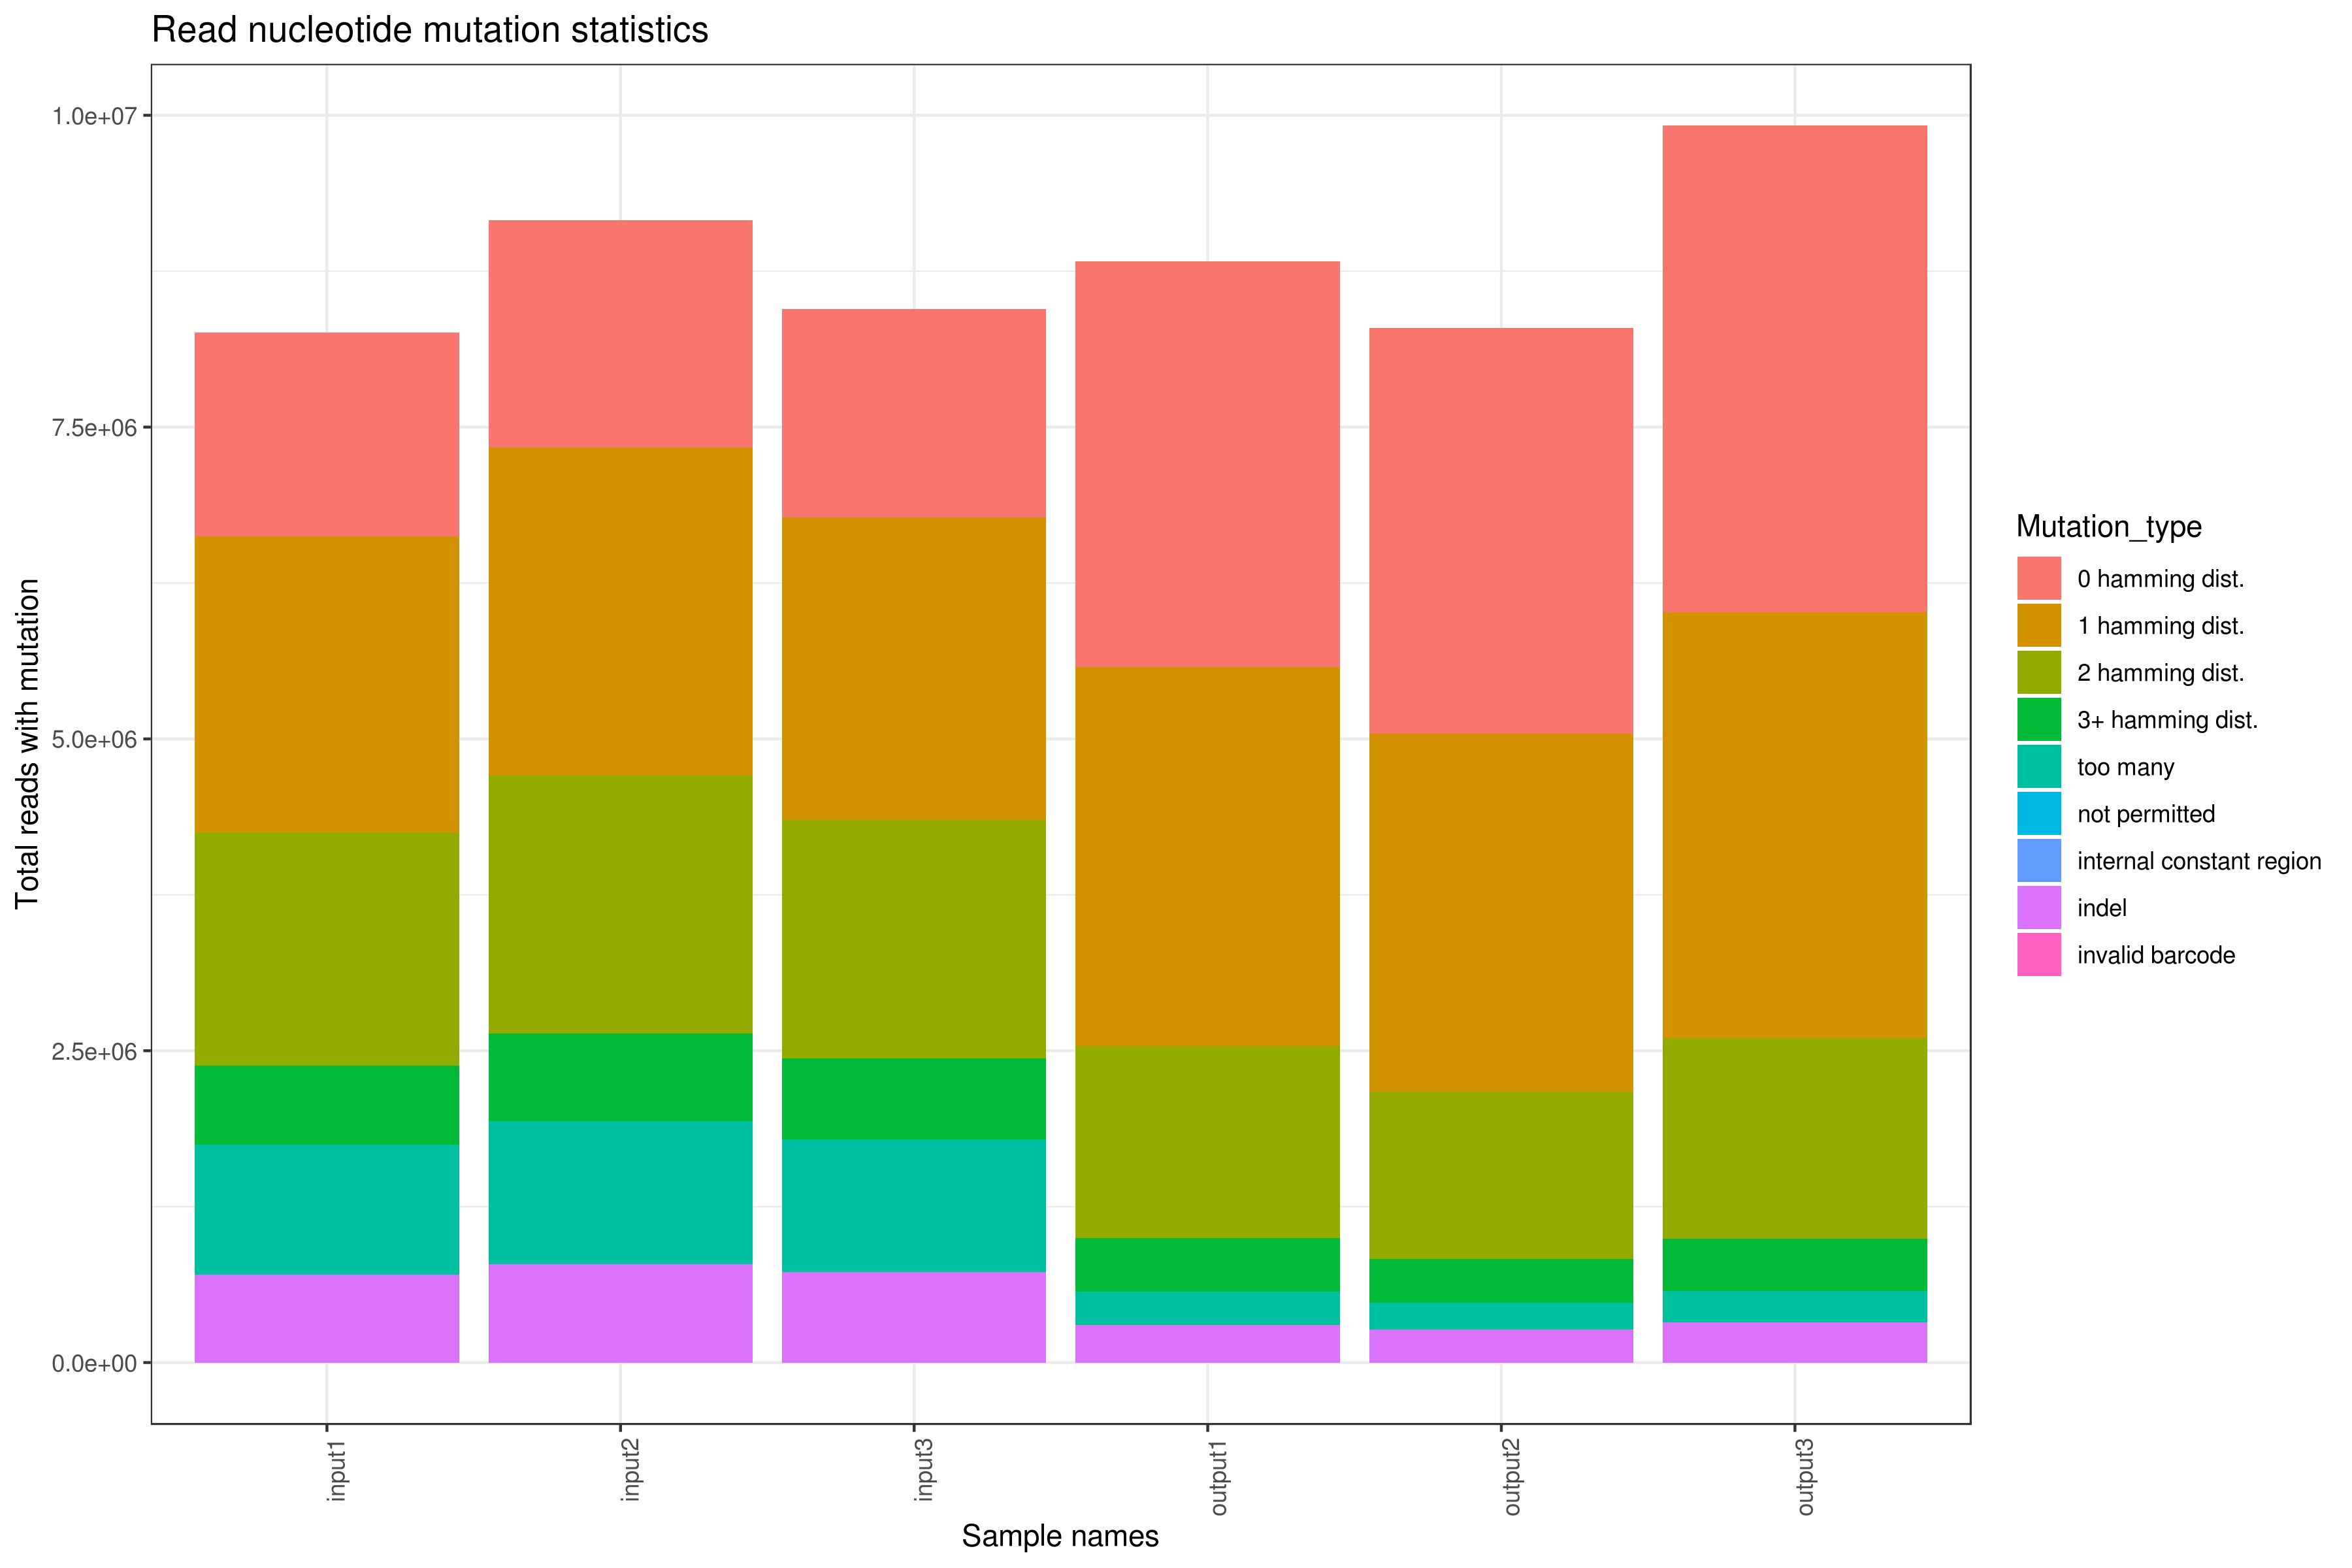 Read nucleotide mutation statistics
Total reads with mutation
1.0e+07
7.5e+06
5.0e+06
2.5e+06
0.0e+00
input1
input2
input3
output1
output2
output3
Sample names
Mutation_type
0 hamming dist.
1 hamming dist.
2 hamming dist.
3+ hamming dist.
too many
not permitted
internal constant region
indel
invalid barcode